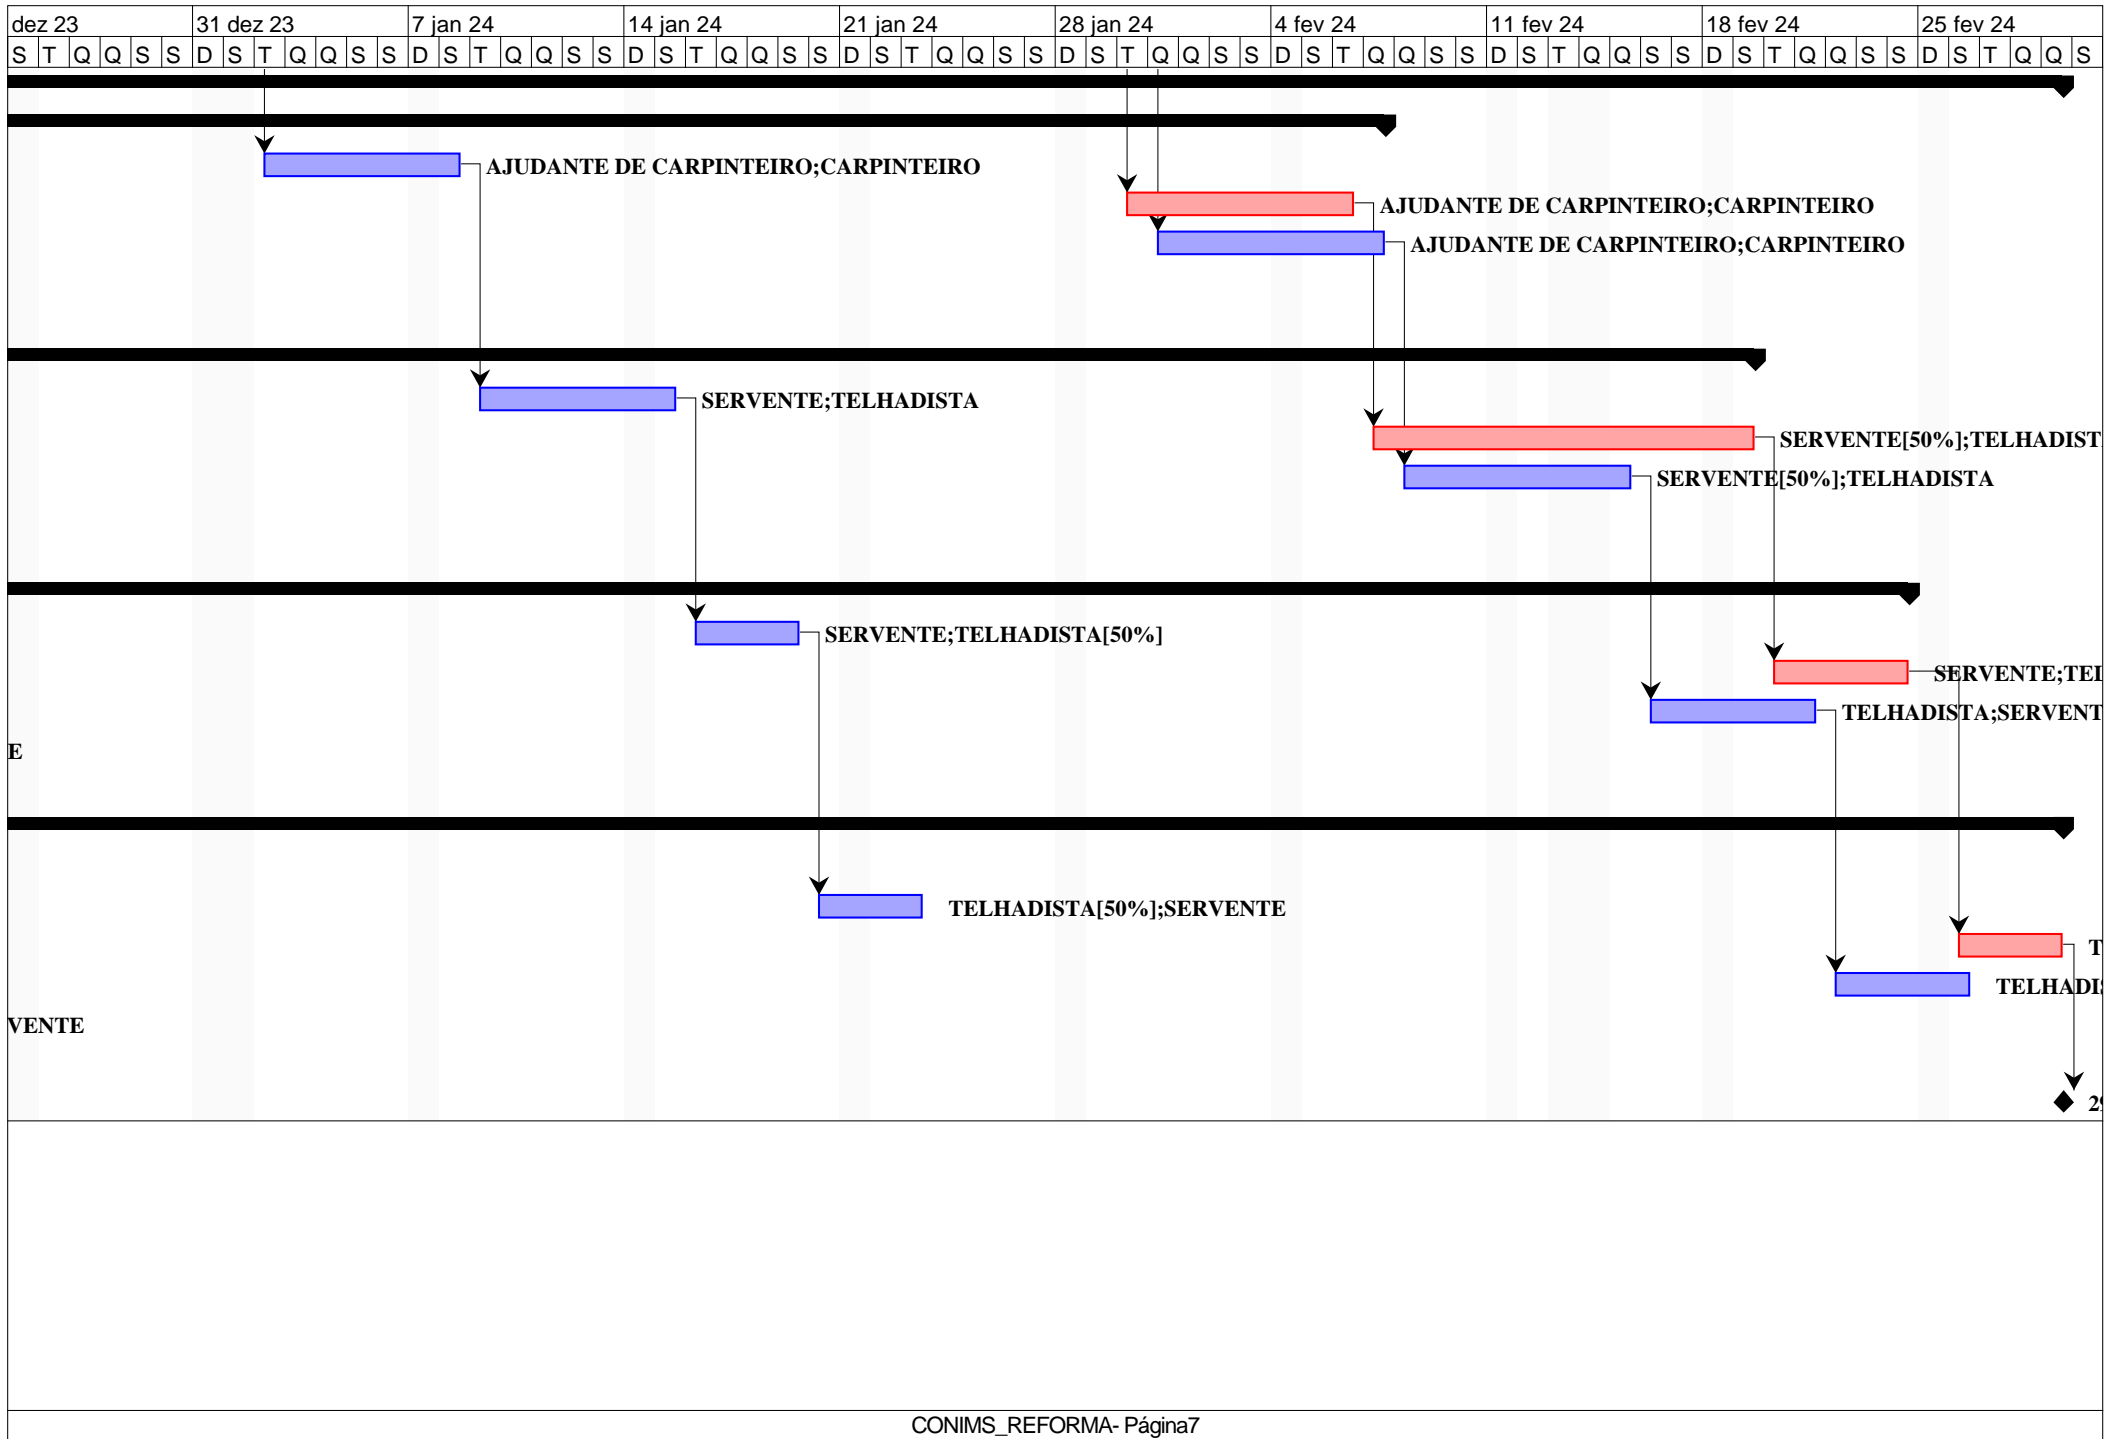 dez 23 31 dez 23 7 jan 24 14 jan 24 21 jan 24 28 jan 24 4 fev 24 11 fev 24 18 fev 24 25 fev 24
S T Q Q S S D S T Q Q S S D S T Q Q S S D S T Q Q S S D S T Q Q S S D S T Q Q S S D S T Q Q S S D S T Q Q S S D S T Q Q S S D S T Q Q S
AJUDANTE DE CARPINTEIRO;CARPINTEIRO
AJUDANTE DE CARPINTEIRO;CARPINTEIRO
AJUDANTE DE CARPINTEIRO;CARPINTEIRO
SERVENTE;TELHADISTA
SERVENTE[50%];TELHADIST
SERVENTE[50%];TELHADISTA
SERVENTE;TELHADISTA[50%]
SERVENTE;TEL
TELHADISTA;SERVENT
E
TELHADISTA[50%];SERVENTE
T
TELHADIS
VENTE
29
CONIMS_REFORMA- Página7